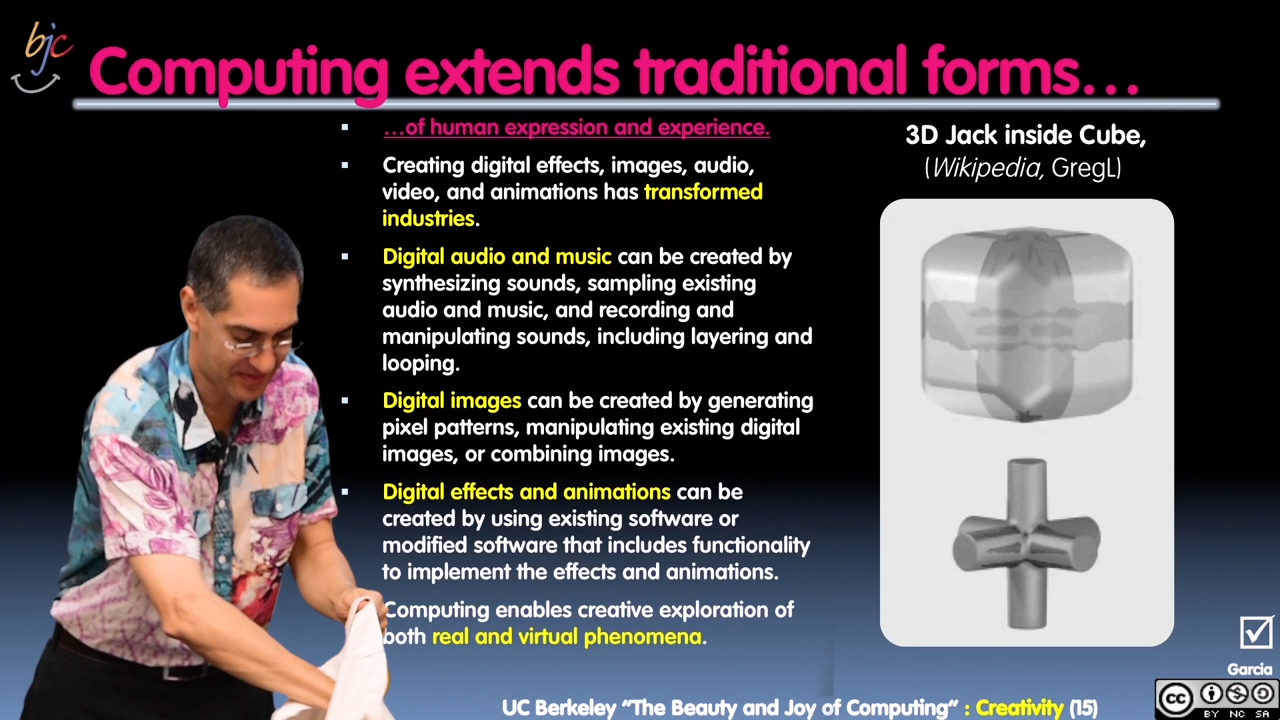 bjc
Computing extends traditional forms…
…of human expression and experience.
Creating digital effects, images, audio,
video, and animations has transformed
industries.
Digital audio and music can be created by
synthesizing sounds, sampling existing
audio and music, and recording and
manipulating sounds, including layering and
looping.
Digital images can be created by generating
pixel patterns, manipulating existing digital
images, or combining images.
Digital effects and animations can be
created by using existing software or
modified software that includes functionality
to implement the effects and animations.
Computing enables creative exploration of
both real and virtual phenomena.
3D Jack inside Cube,
(Wikipedia, GregL)
Garcia
cc
BY NC SA
UC Berkeley “The Beauty and Joy of Computing” : Creativity (15)